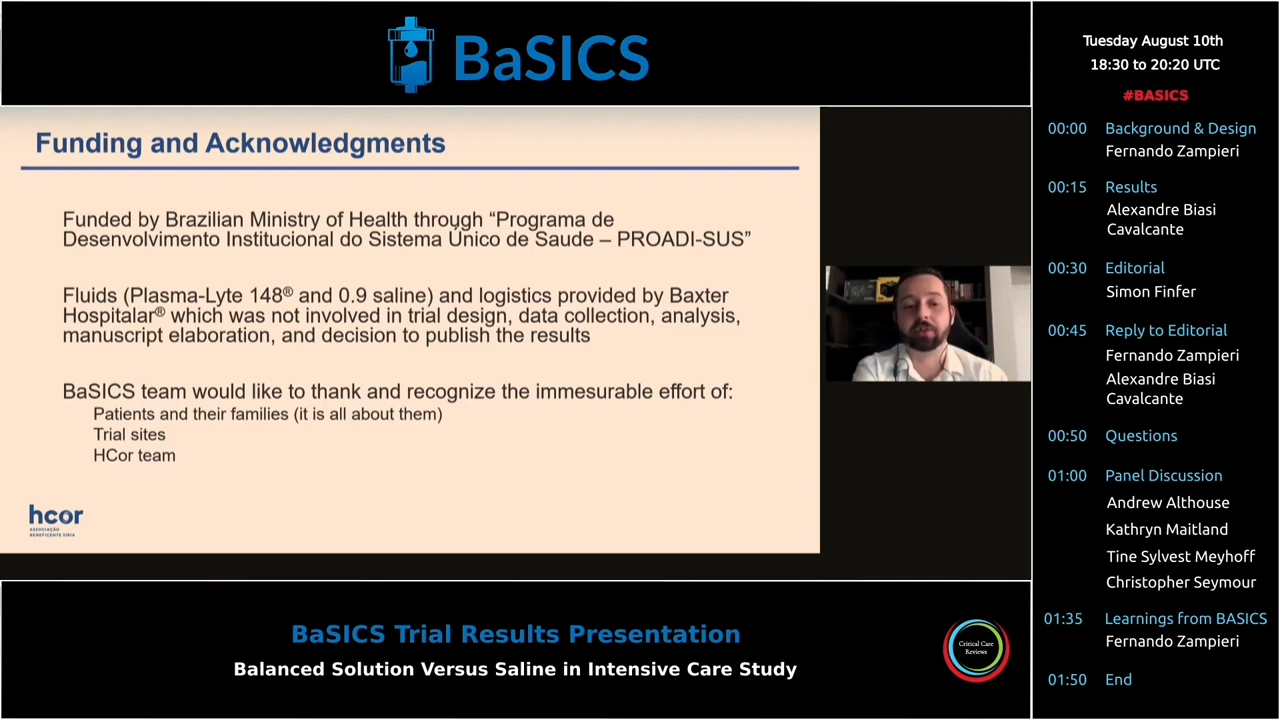 BaSICS
Funding and Acknowledgments
Funded by Brazilian Ministry of Health through “Programa de
Desenvolvimento Institucional do Sistema Único de Saude – PROADI-SUS”
Fluids (Plasma-Lyte 148® and 0.9 saline) and logistics provided by Baxter
Hospitalar® which was not involved in trial design, data collection, analysis,
manuscript elaboration, and decision to publish the results
BaSICS team would like to thank and recognize the immesurable effort of:
Patients and their families (it is all about them)
Trial sites
HCor team
hcor
ASSOCIAÇÃO
BENEFICENTE SÍRIA
BaSICS Trial Results Presentation
Balanced Solution Versus Saline in Intensive Care Study
Critical Care
Reviews
Tuesday August 10th
18:30 to 20:20 UTC
#BASICS
00:00 Background & Design
Fernando Zampieri
00:15 Results
Alexandre Biasi
Cavalcante
00:30 Editorial
Simon Finfer
00:45 Reply to Editorial
Fernando Zampieri
Alexandre Biasi
Cavalcante
00:50 Questions
01:00 Panel Discussion
Andrew Althouse
Kathryn Maitland
Tine Sylvest Meyhoff
Christopher Seymour
01:35 Learnings from BASICS
Fernando Zampieri
01:50 End